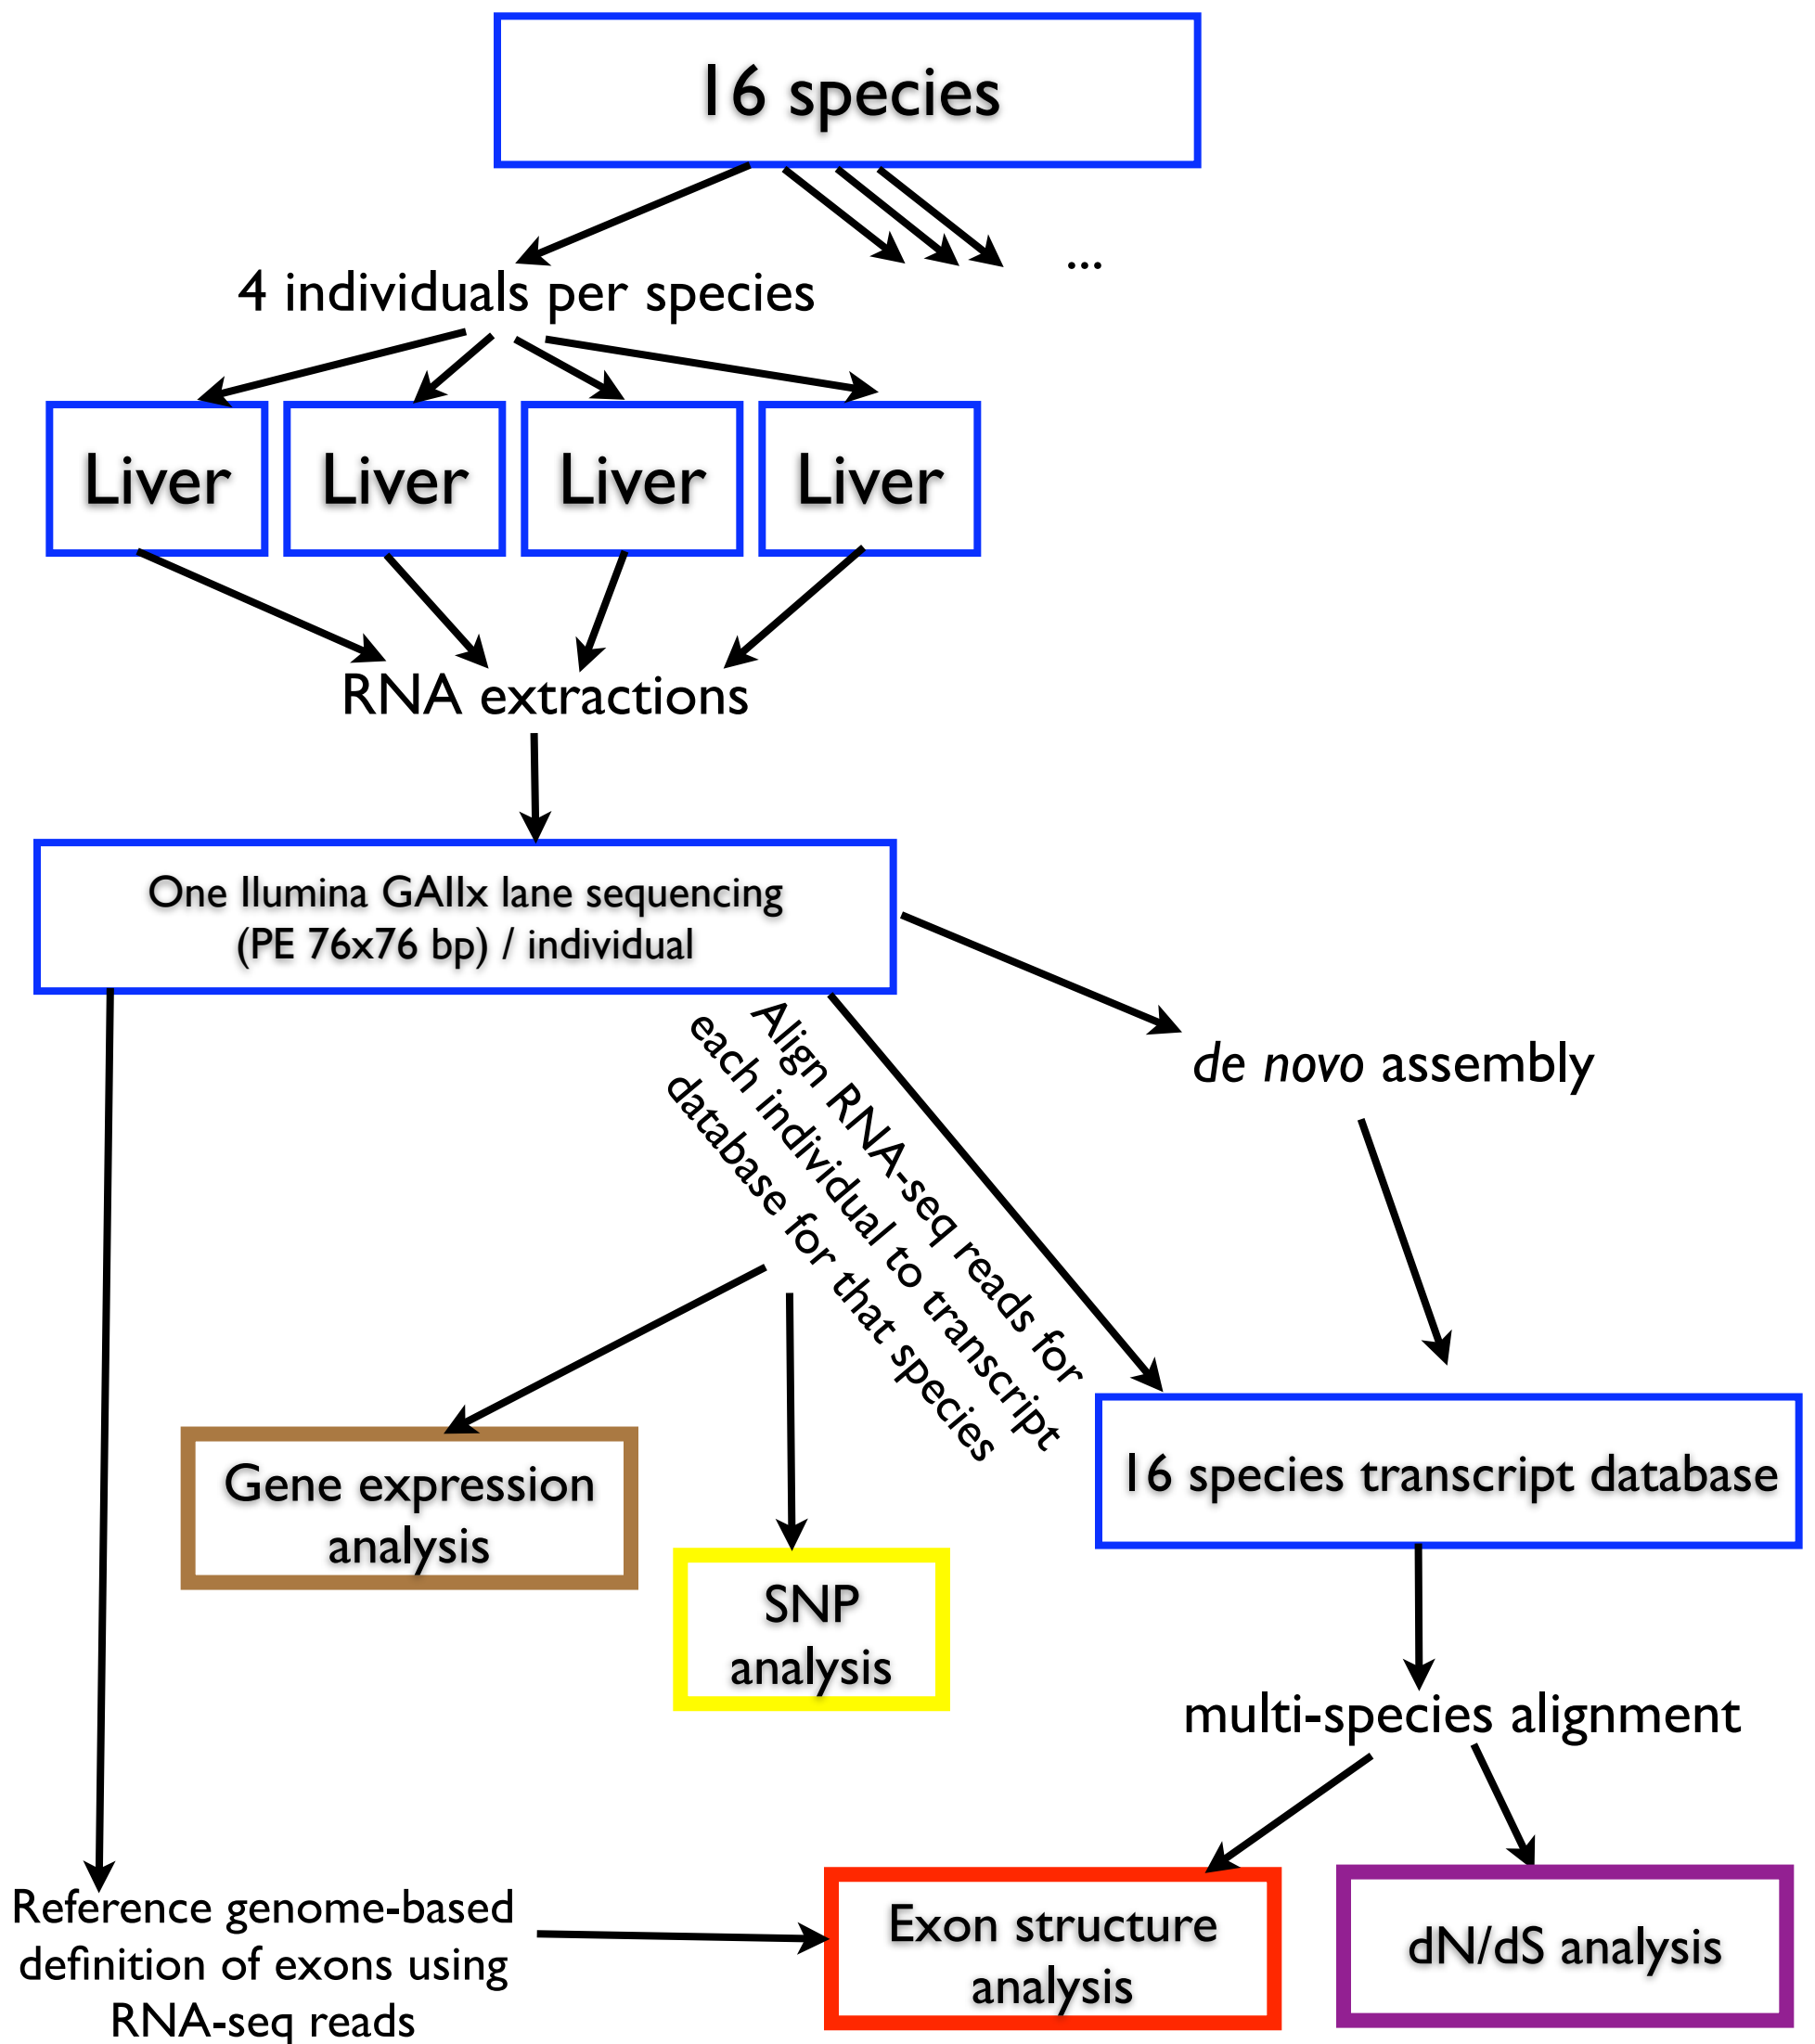 16 species
...
4 individuals per species
Liver
Liver
Liver
Liver
RNA extractions
One Ilumina GAIIx lane sequencing
(PE 76x76 bp) / individual
Align RNA-seq reads for
each individual to transcript
database for that species
de novo assembly
Gene expression
analysis
16 species transcript database
SNP
analysis
multi-species alignment
Reference genome-based
definition of exons using
RNA-seq reads
Exon structure
analysis
dN/dS analysis